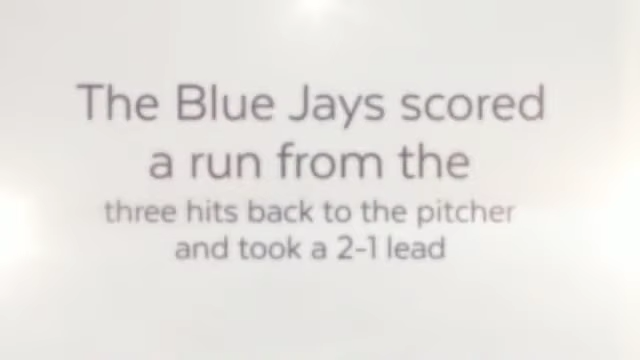 The Blue Jays scored
a run from the
three hits back to the pitcher
and took a 2-1 lead